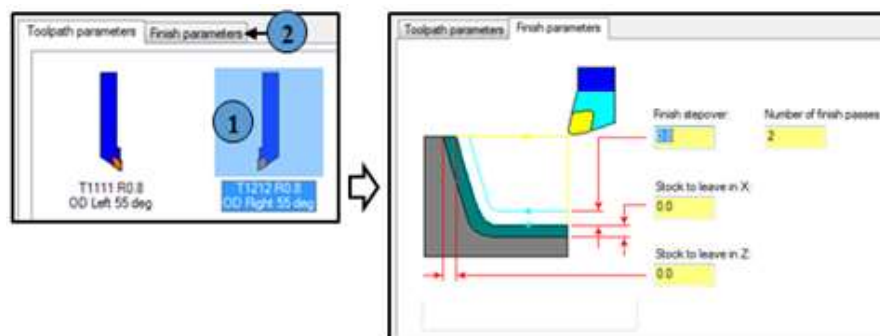 Toolpath parameters Finish parameters 2
1
T1111 R0.8 T1212 R0.8
OD Left 55 deg OD Right 55 deg
Toolpath parameters Finish parameters
Finish stepover: Number of finish passes
2
Stock to leave in X:
0.0
Stock to leave in Z:
0.0